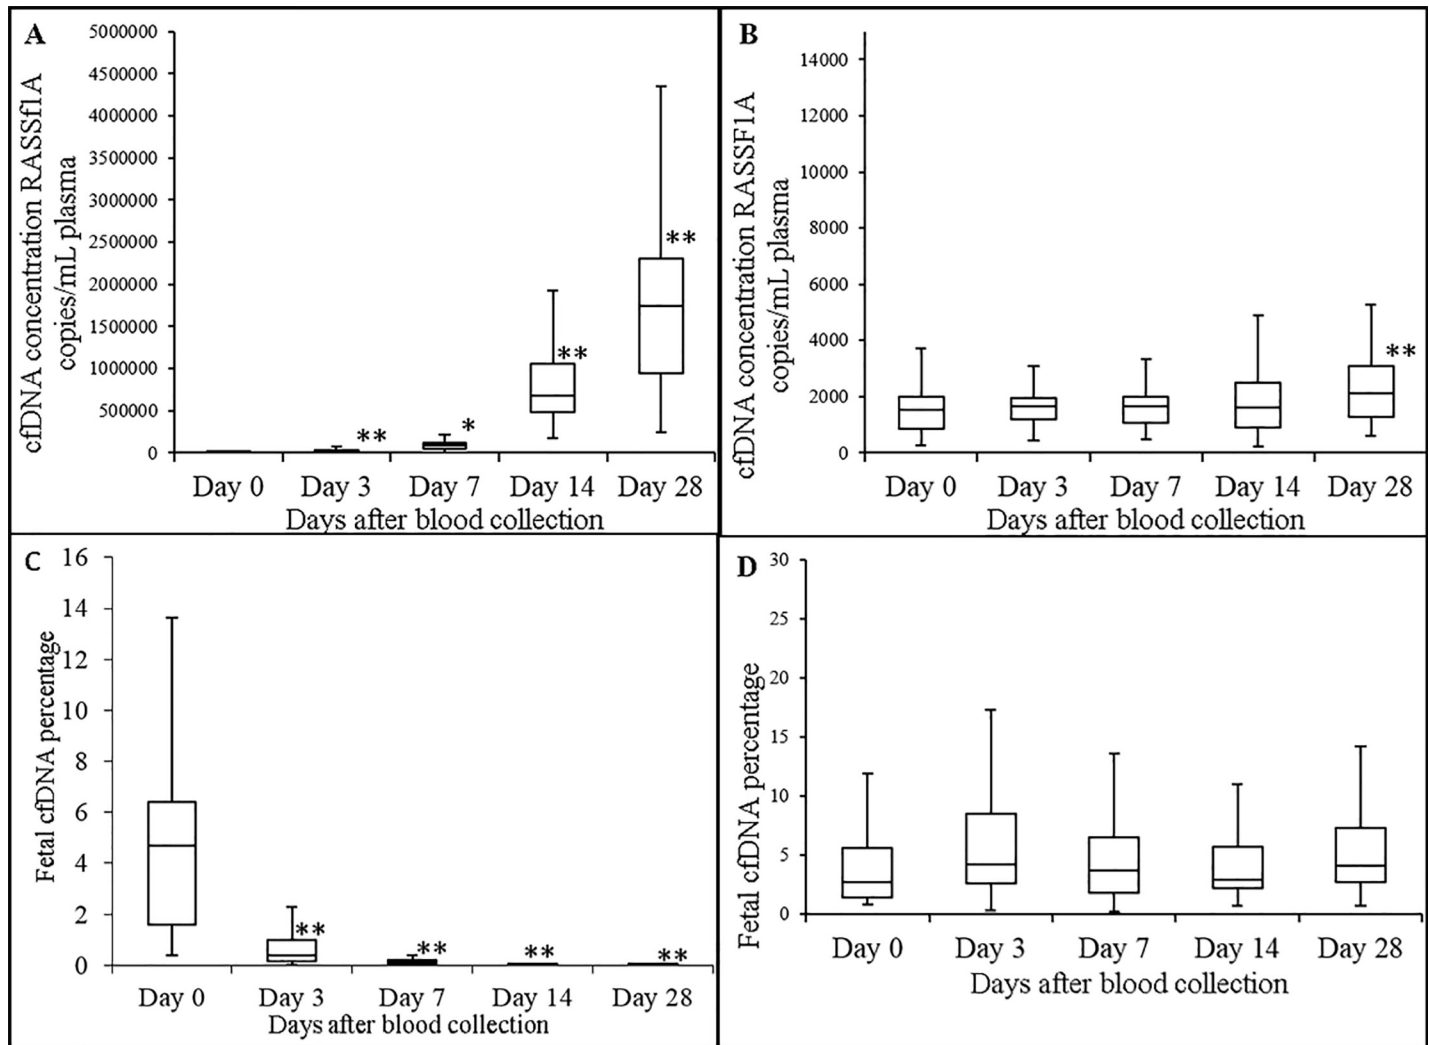 A
cfDNA concentration RASSf1A
copies/mL plasma
5000000
4500000
4000000
3500000
3000000
2500000
2000000
1500000
1000000
500000
0
**
*
**
**
Day 0 Day 3 Day 7 Day 14 Day 28
Days after blood collection
B
cfDNA concentration RASSF1A
copies/mL plasma
14000
12000
10000
8000
6000
4000
2000
0
**
Day 0 Day 3 Day 7 Day 14 Day 28
Days after blood collection
C
Fetal cfDNA percentage
16
14
12
10
8
6
4
2
0
**
**
**
**
Day 0 Day 3 Day 7 Day 14 Day 28
Days after blood collection
D
Fetal cfDNA percentage
30
25
20
15
10
5
0
Day 0 Day 3 Day 7 Day 14 Day 28
Days after blood collection